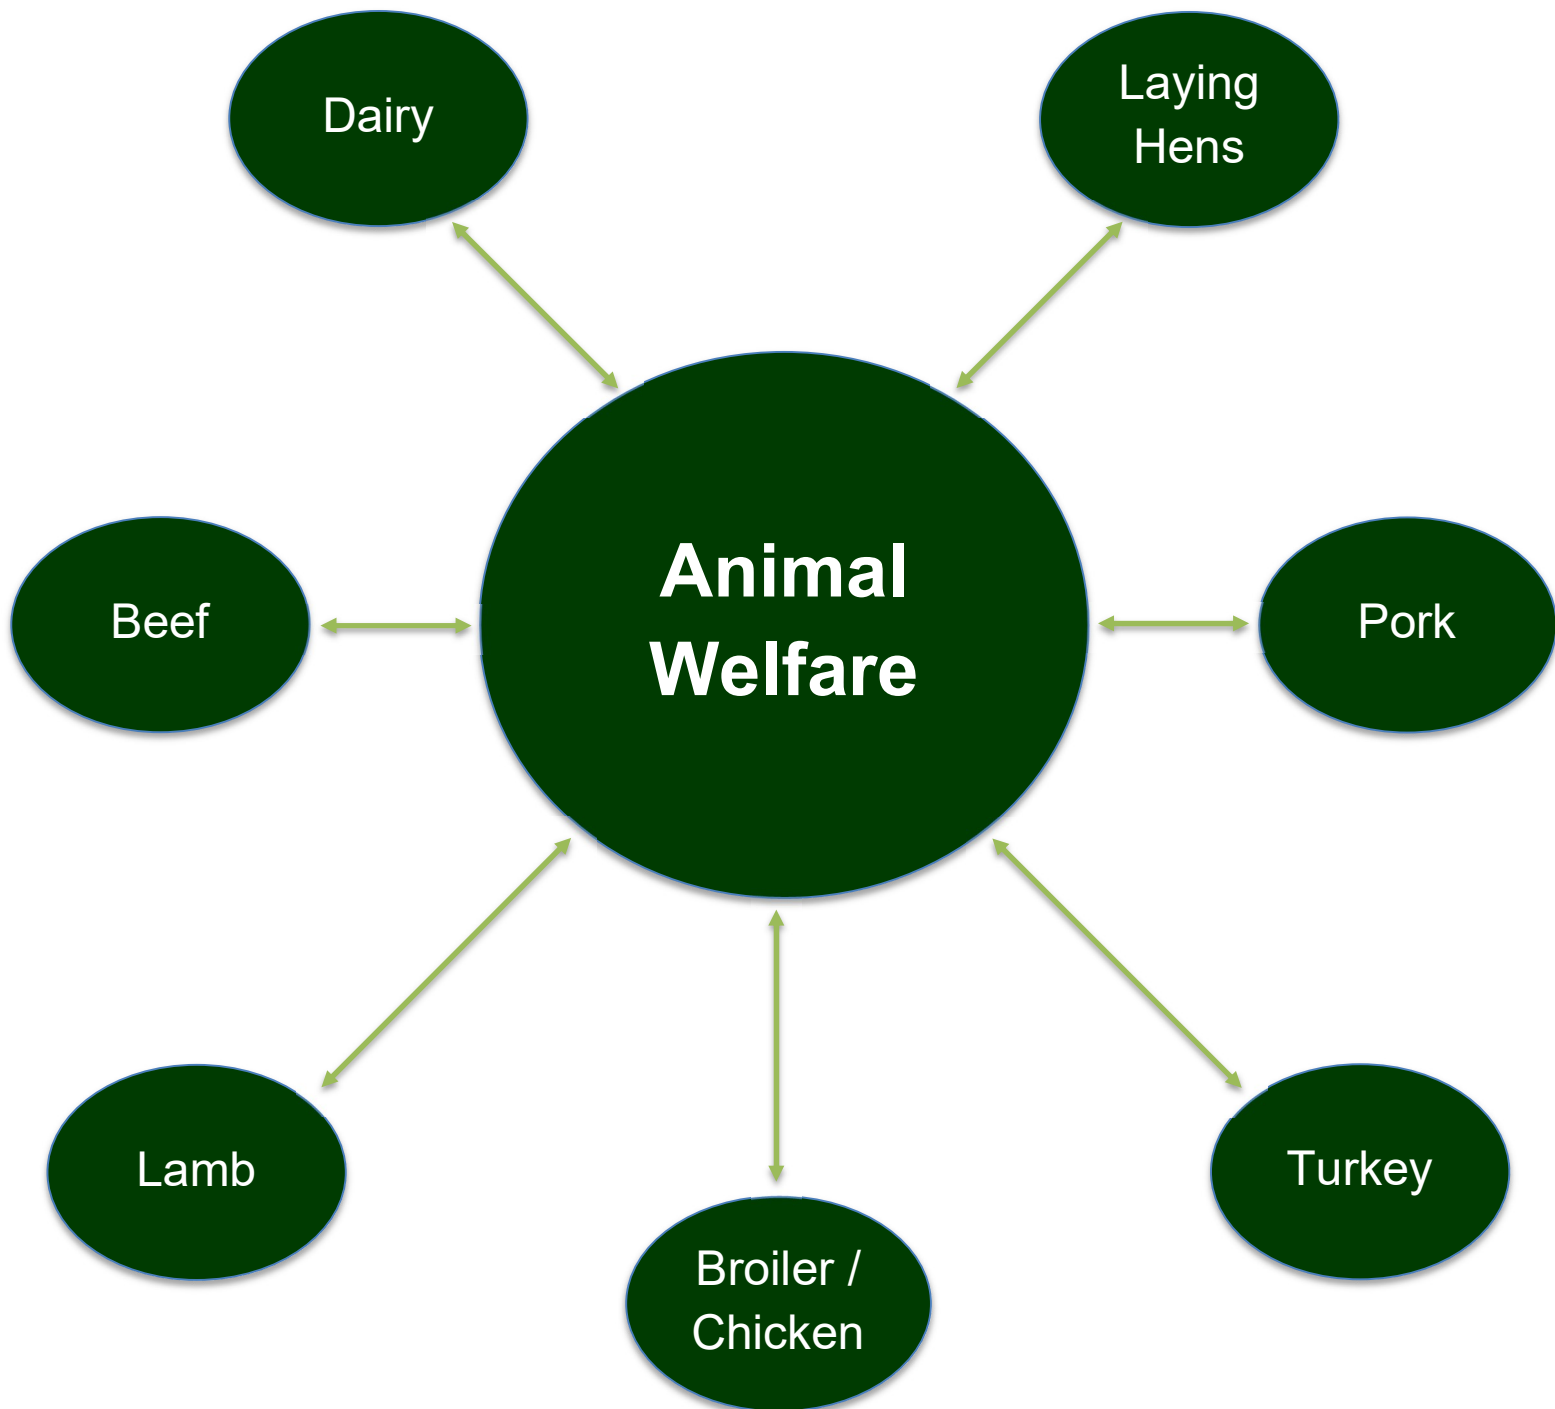 Dairy
Laying
Hens
Animal
Welfare
Beef
Pork
Lamb
Turkey
Broiler /
Chicken